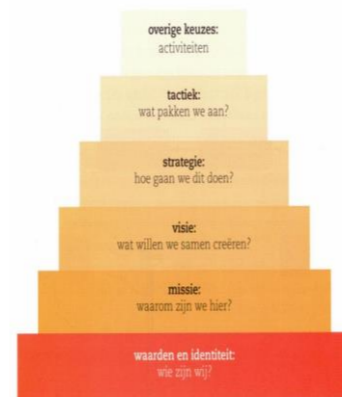 overige keuzes:
activiteiten
tactiek:
wat pakken we aan?
strategie:
hoe gaan we dit doen?
visie:
wat willen we samen creëren?
missie:
waarom zijn we hier?
waarden en identiteit:
wie zijn wij?